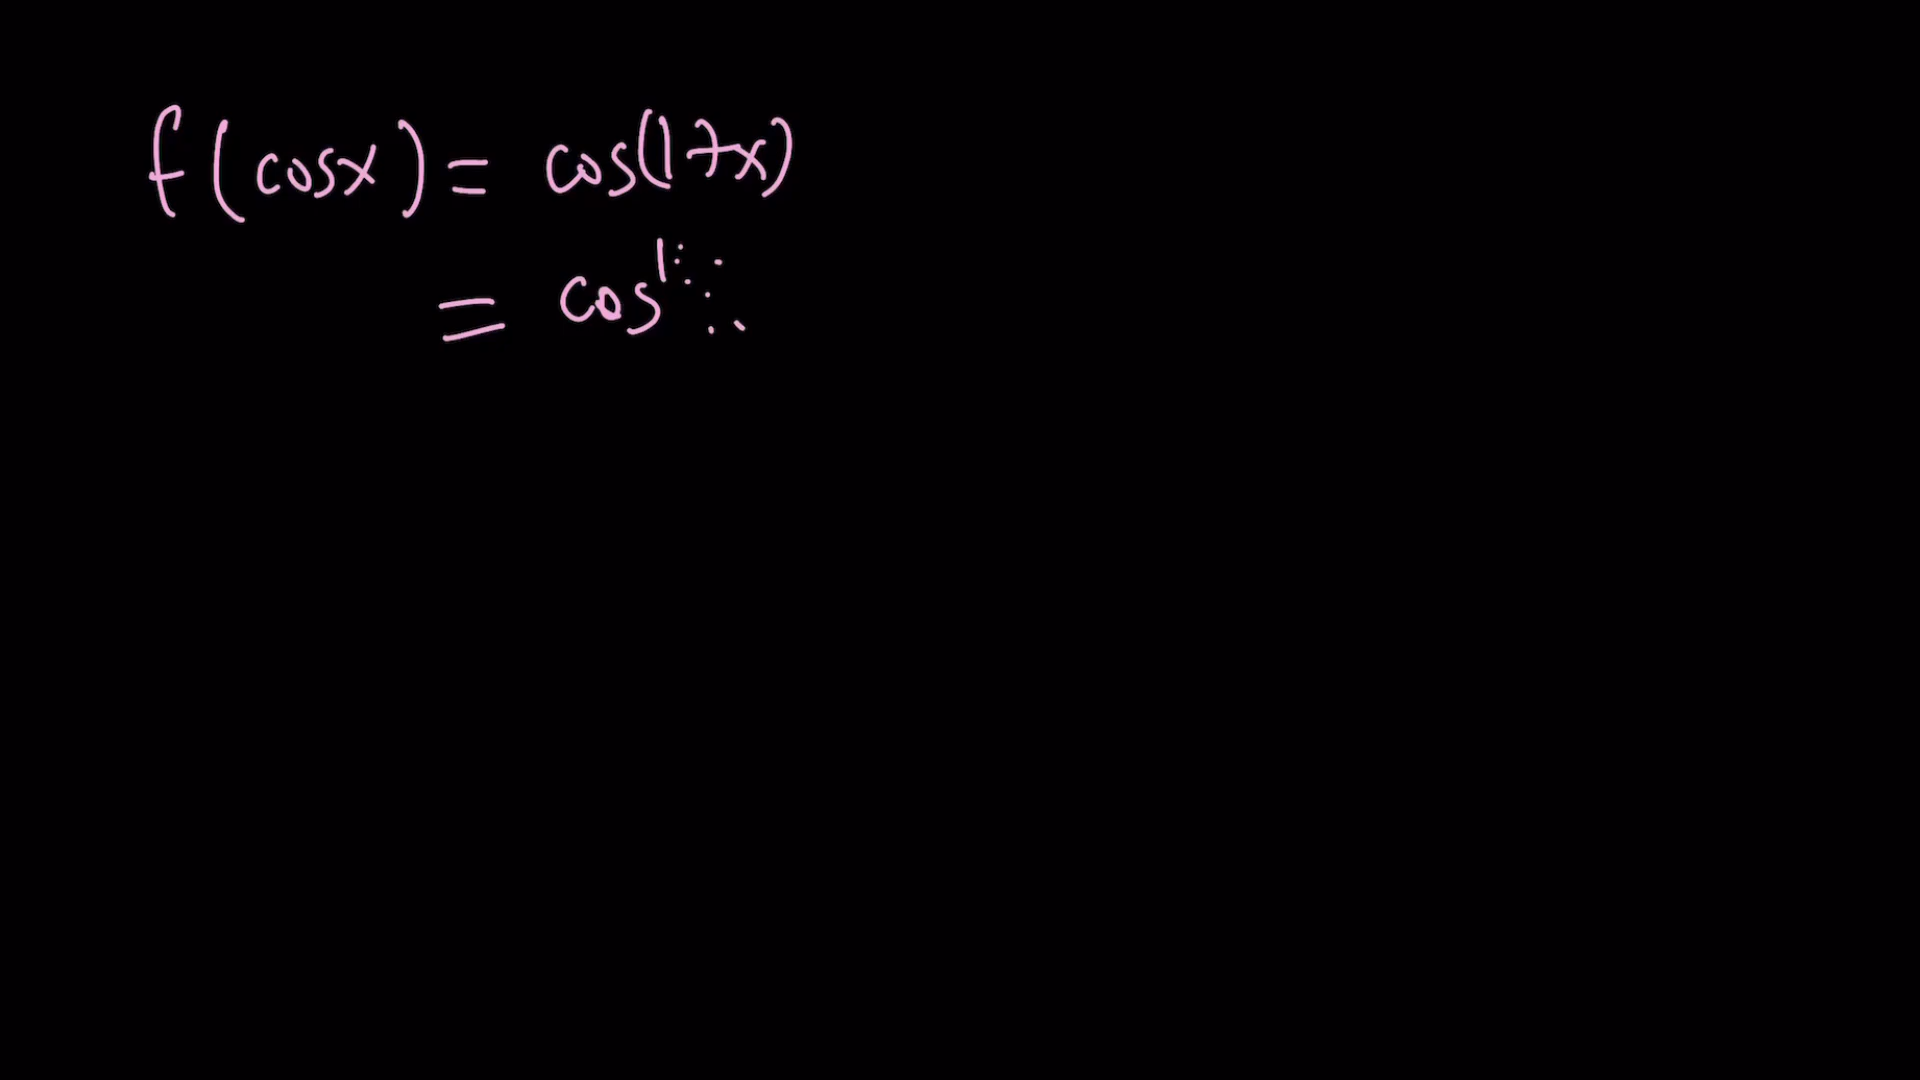 f(cosx) = cos(17x)
= cos